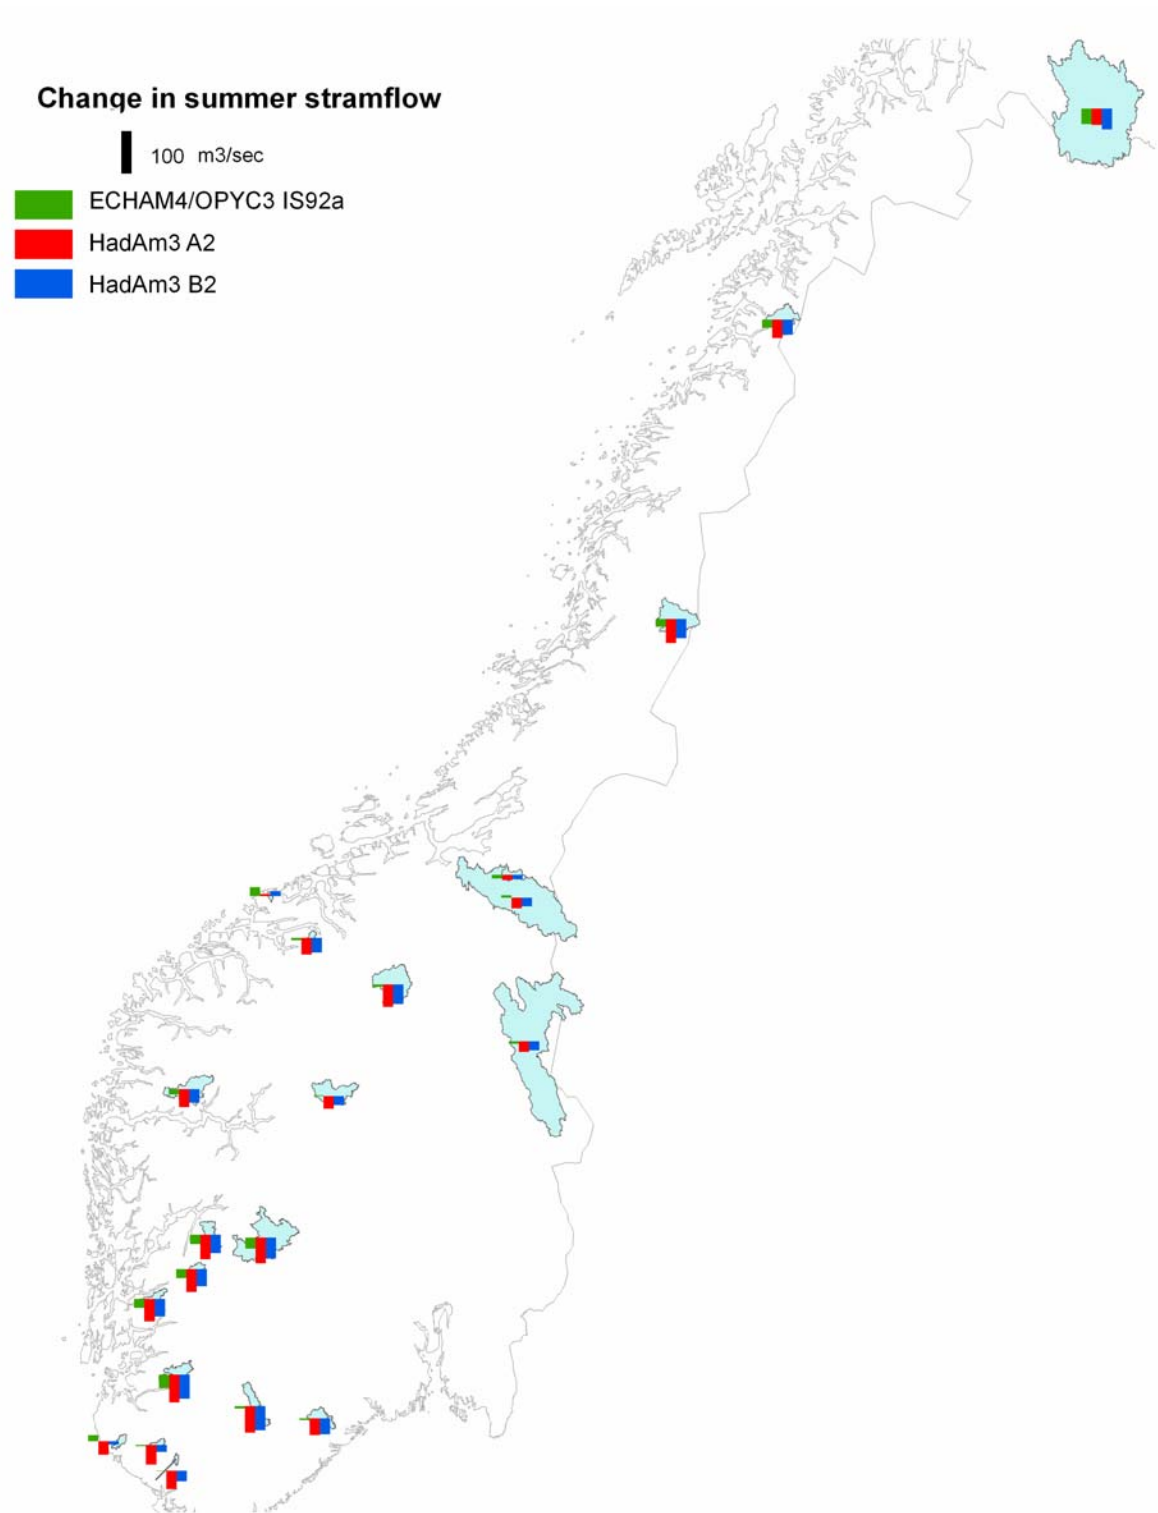 Change in summer stramflow
100 m3/sec
ECHAM4/OPYC3 IS92a
HadAm3 A2
HadAm3 B2